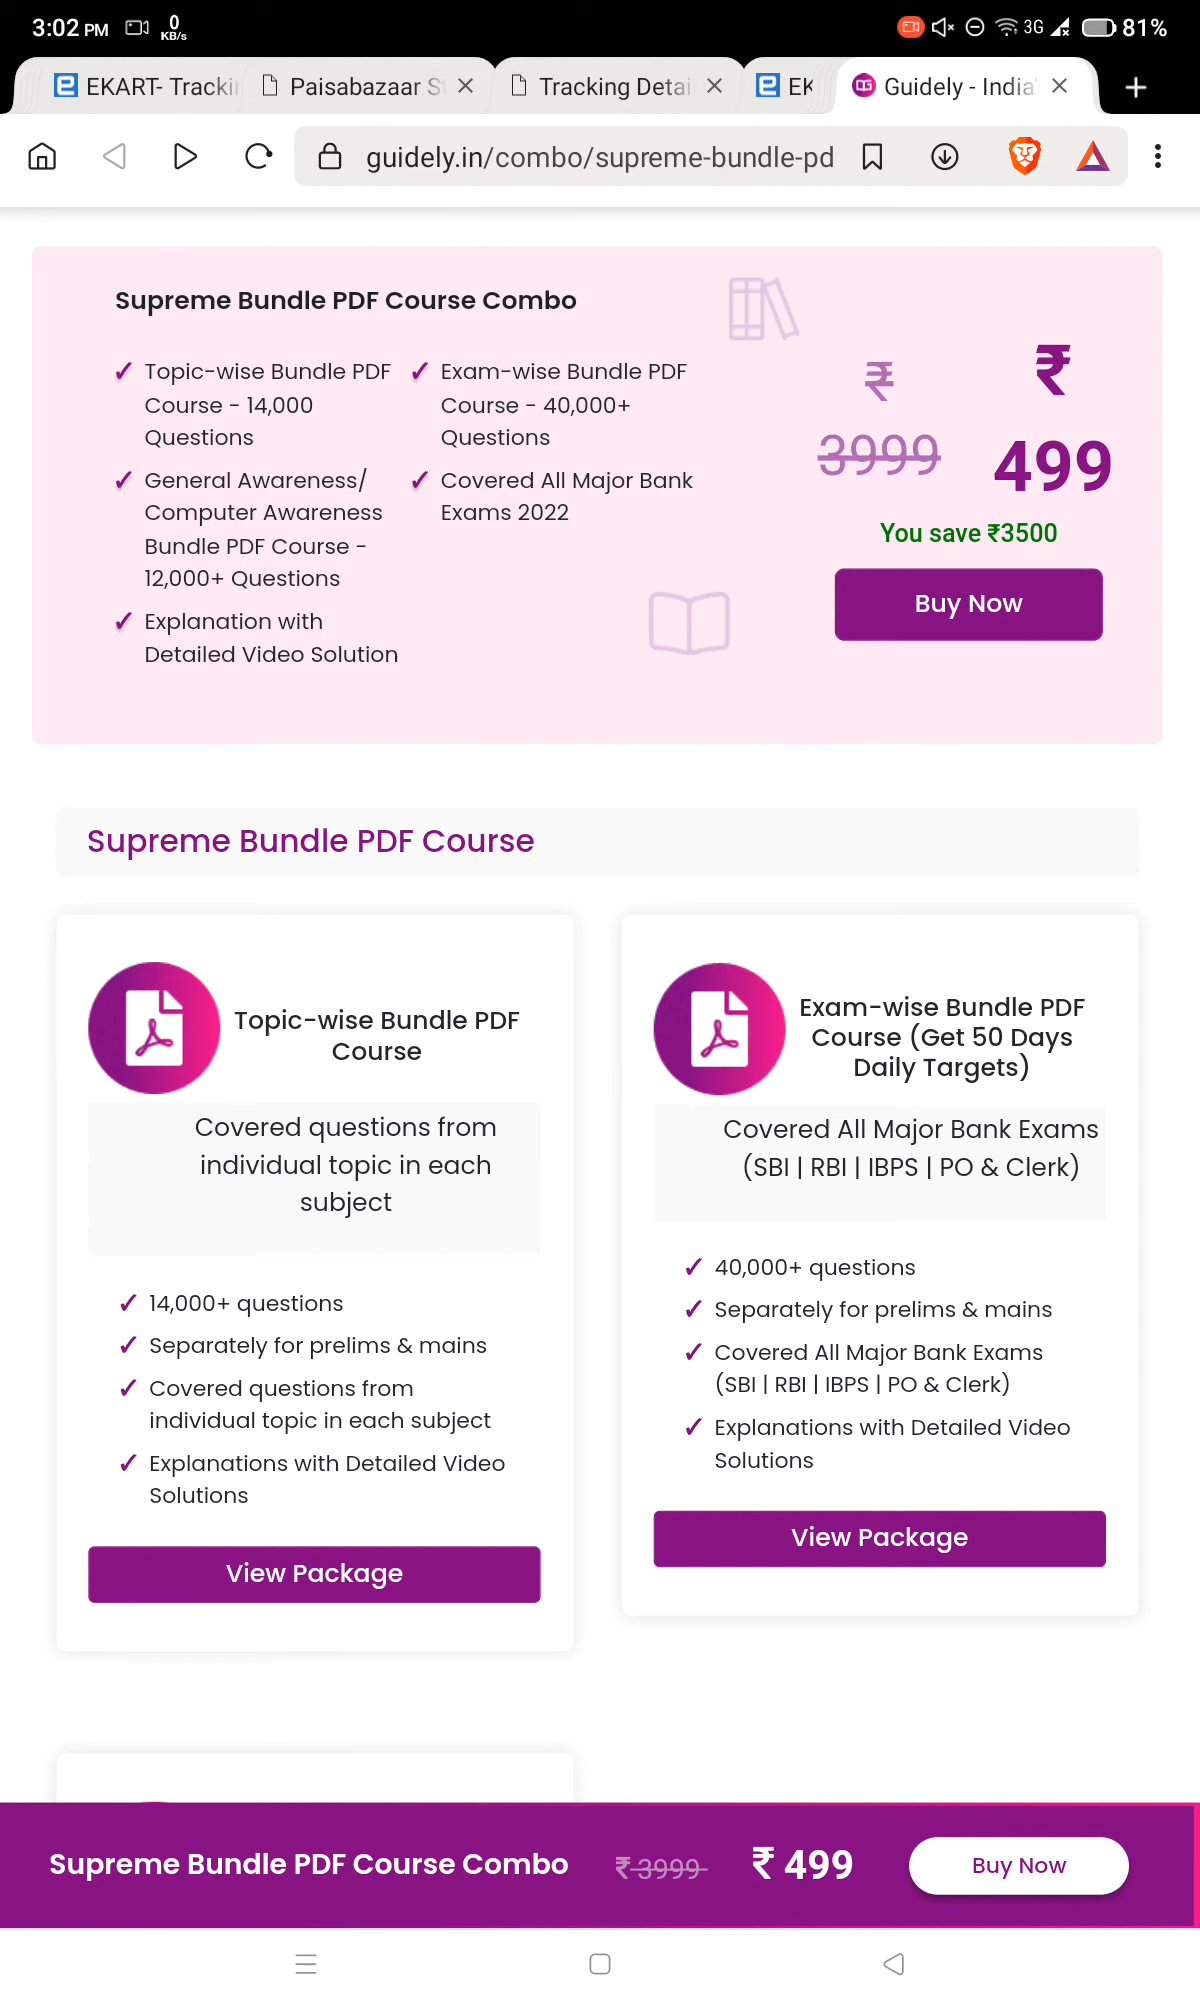 3:02 PM
0
KB/s
3G
81%
EKART- Trackin
Paisabazaar S
Tracking Detai
EK
Guidely - India'
guidely.in/combo/supreme-bundle-pd
Supreme Bundle PDF Course Combo
✓ Topic-wise Bundle PDF
Course - 14,000
Questions
✓ General Awareness/
Computer Awareness
Bundle PDF Course -
12,000+ Questions
✓ Explanation with
Detailed Video Solution
✓ Exam-wise Bundle PDF
Course - 40,000+
Questions
✓ Covered All Major Bank
Exams 2022
₹
3999
₹
499
You save ₹3500
Buy Now
Supreme Bundle PDF Course
Topic-wise Bundle PDF
Course
Covered questions from
individual topic in each
subject
✓ 14,000+ questions
✓ Separately for prelims & mains
✓ Covered questions from
individual topic in each subject
✓ Explanations with Detailed Video
Solutions
View Package
Exam-wise Bundle PDF
Course (Get 50 Days
Daily Targets)
Covered All Major Bank Exams
(SBI | RBI | IBPS | PO & Clerk)
✓ 40,000+ questions
✓ Separately for prelims & mains
✓ Covered All Major Bank Exams
(SBI | RBI | IBPS | PO & Clerk)
✓ Explanations with Detailed Video
Solutions
View Package
Supreme Bundle PDF Course Combo
₹ 3999
₹ 499
Buy Now